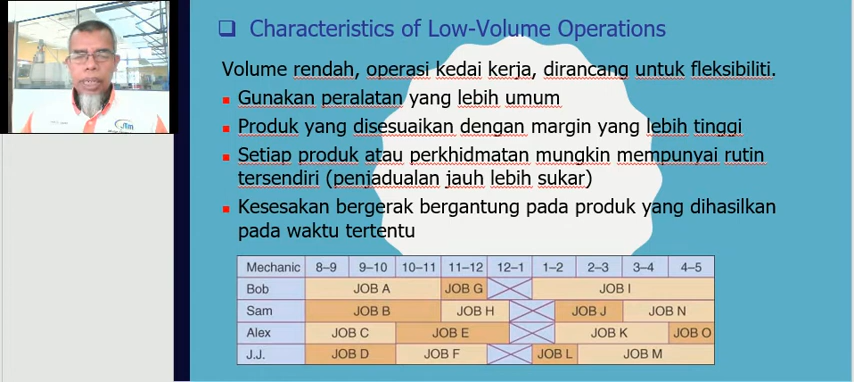 Characteristics of Low-Volume Operations
Volume rendah, operasi kedai kerja, dirancang untuk fleksibiliti.
Gunakan peralatan yang lebih umum
Produk yang disesuaikan dengan margin yang lebih tinggi
Setiap produk atau perkhidmatan mungkin mempunyai rutin
tersendiri (penjadualan jauh lebih sukar)
Kesesakan bergerak bergantung pada produk yang dihasilkan
pada waktu tertentu
Mechanic 8–9 9–10 10–11 11–12 12–1 1–2 2–3 3–4 4–5
Bob JOB A JOB G JOB I
Sam JOB B JOB H JOB J JOB N
Alex JOB C JOB E JOB K JOB O
J.J. JOB D JOB F JOB L JOB M